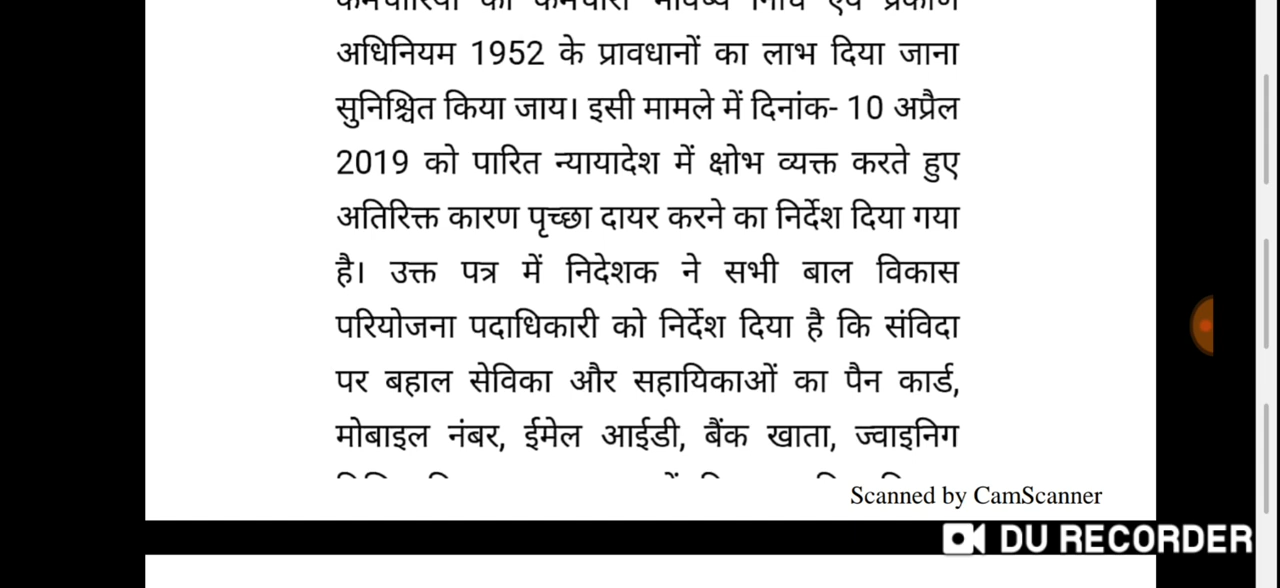 अधिनियम 1952 के प्रावधानों का लाभ दिया जाना
सुनिश्चित किया जाय। इसी मामले में दिनांक- 10 अप्रैल
2019 को पारित न्यायादेश में क्षोभ व्यक्त करते हुए
अतिरिक्त कारण पृच्छा दायर करने का निर्देश दिया गया
है। उक्त पत्र में निदेशक ने सभी बाल विकास
परियोजना पदाधिकारी को निर्देश दिया है कि संविदा
पर बहाल सेविका और सहायिकाओं का पैन कार्ड,
मोबाइल नंबर, ईमेल आईडी, बैंक खाता, ज्वाइनिग
Scanned by CamScanner
DU RECORDER